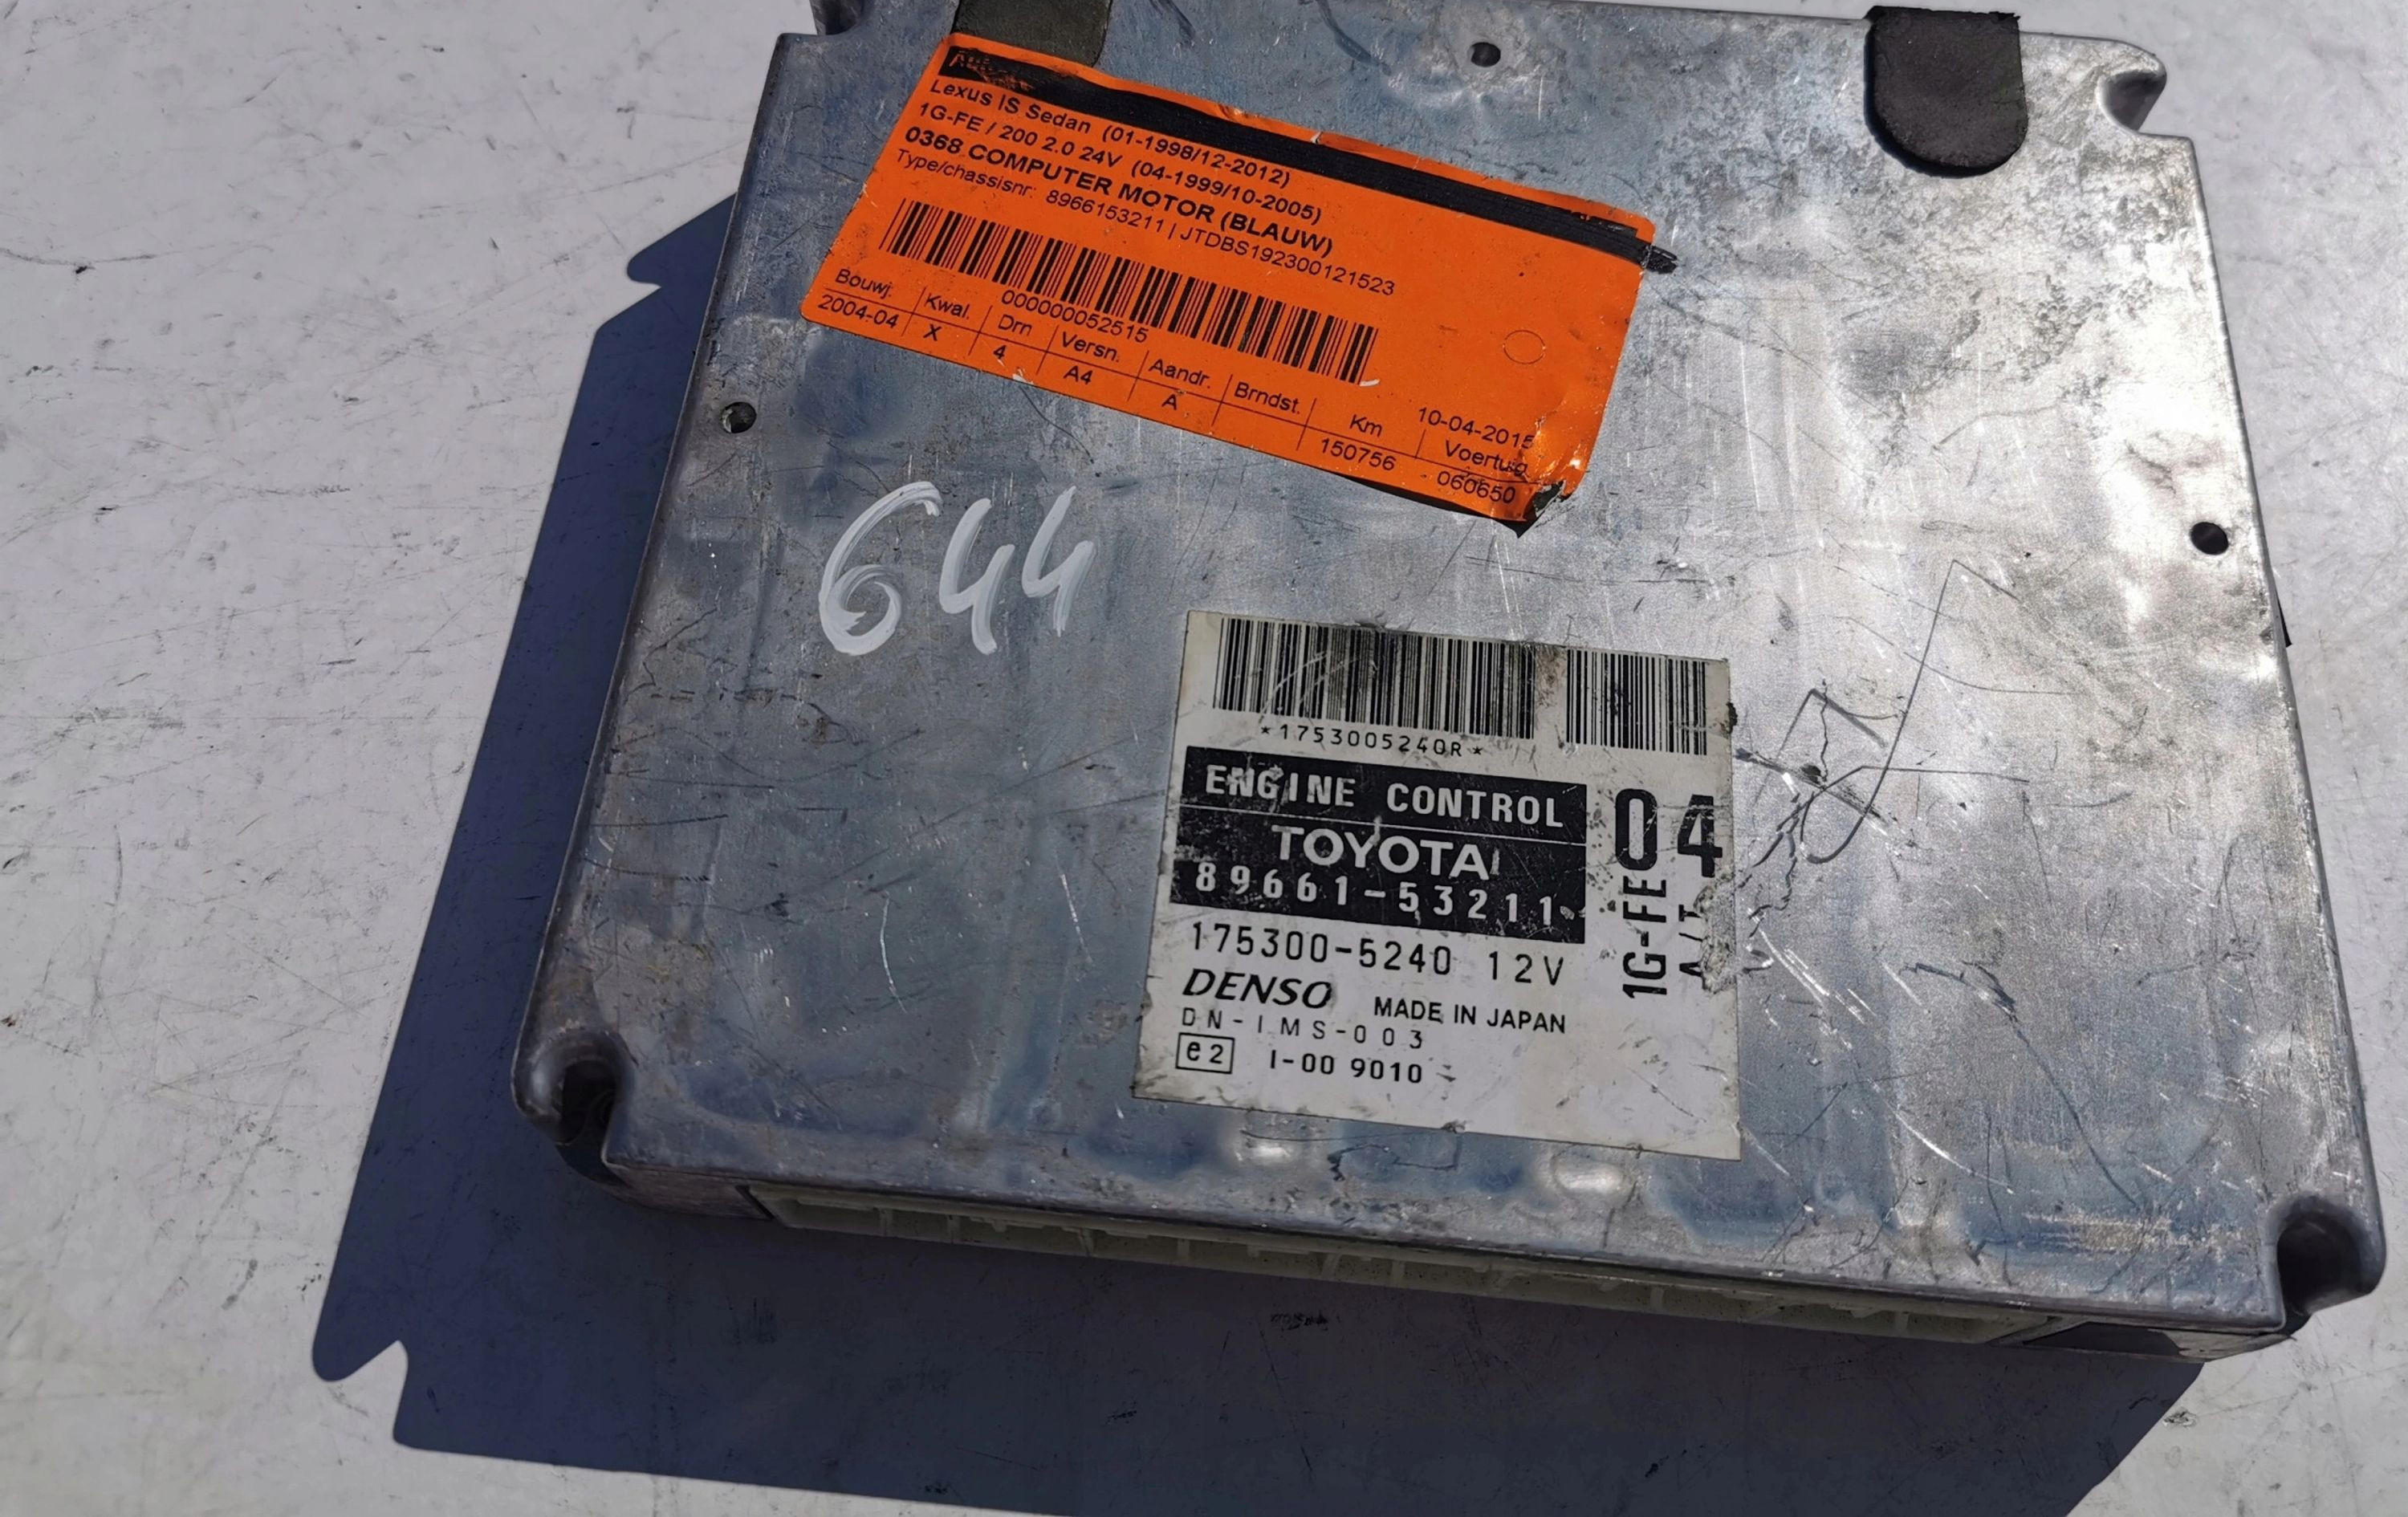 Lexus IS Sedan (01-1998/12-2012)
1G-FE / 200 2.0 24V (04-1999/10-2005)
0368 COMPUTER MOTOR (BLAUW)
Type/chassisnr: 8966153211 | JTDBS192300121523
000000052515
10-04-2015
Bouwj. Kwal. Drn Versn. Aandr. Brndst. Km Voertuig
2004-04 X 4 A4 A 150756 060650
644
*1753005240R*
ENGINE CONTROL
TOYOTA
89661-53211
175300-5240 12V
DENSO MADE IN JAPAN
DN-IMS-003
e2 I-00 9010
04
1G-FE
A/T